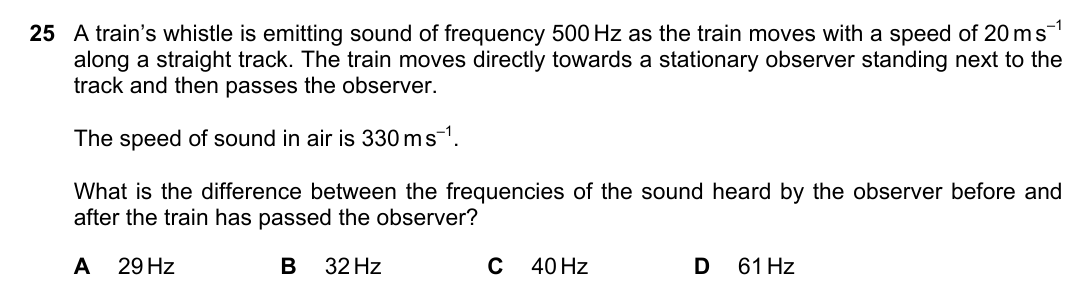 25 A train’s whistle is emitting sound of frequency 500 Hz as the train moves with a speed of 20 m s⁻¹
along a straight track. The train moves directly towards a stationary observer standing next to the
track and then passes the observer.
The speed of sound in air is 330 m s⁻¹.
What is the difference between the frequencies of the sound heard by the observer before and
after the train has passed the observer?
A 29 Hz B 32 Hz C 40 Hz D 61 Hz